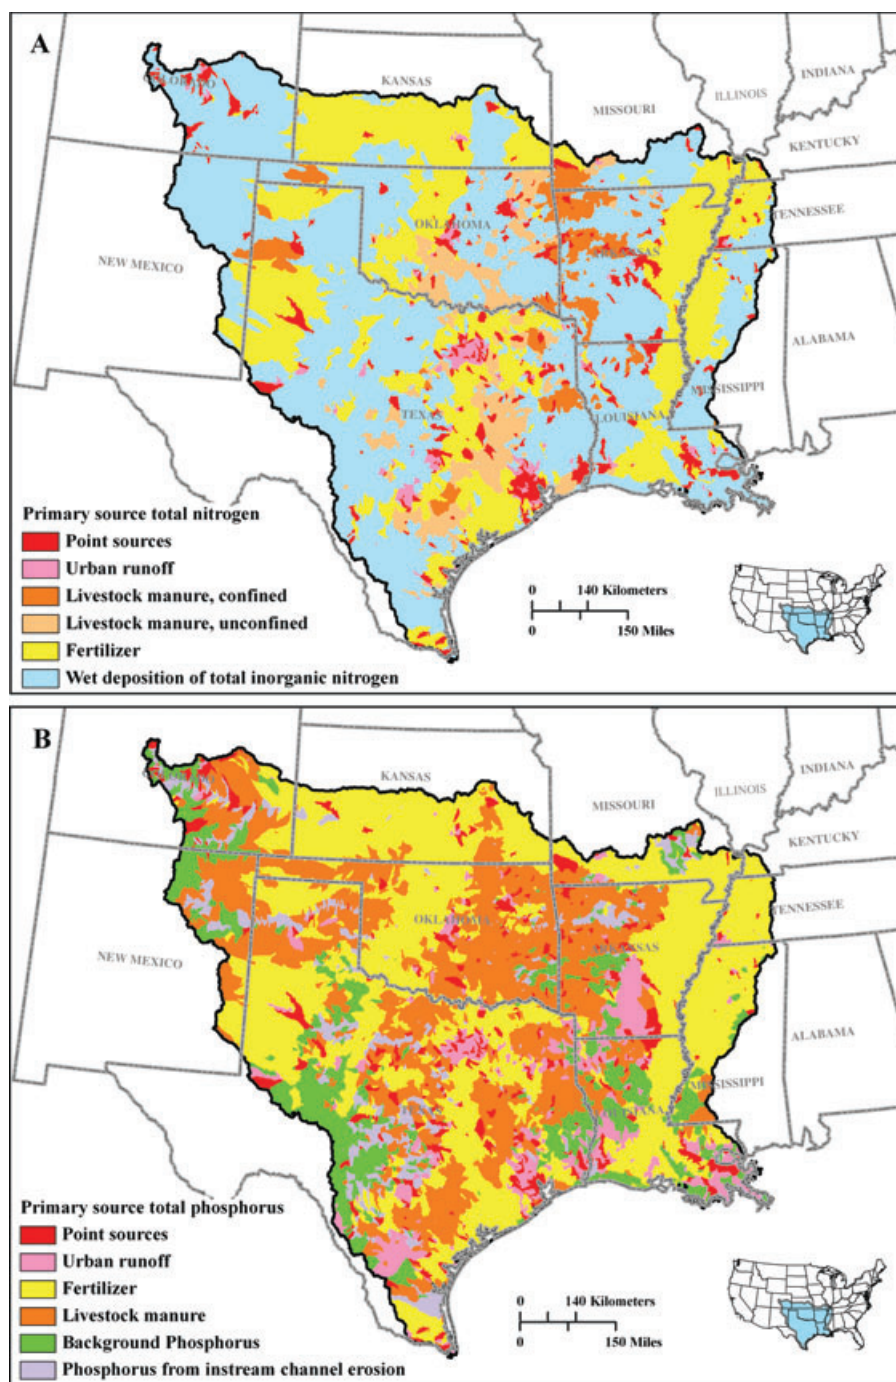 A
KANSAS
COLORADO
MISSOURI
ILLINOIS
INDIANA
KENTUCKY
TENNESSEE
OKLAHOMA
ARKANSAS
NEW MEXICO
ALABAMA
MISSISSIPPI
TEXAS
LOUISIANA
Primary source total nitrogen
Point sources
Urban runoff
Livestock manure, confined
Livestock manure, unconfined
Fertilizer
Wet deposition of total inorganic nitrogen
0 140 Kilometers
0 150 Miles
B
KANSAS
MISSOURI
ILLINOIS
INDIANA
KENTUCKY
TENNESSEE
OKLAHOMA
ARKANSAS
NEW MEXICO
ALABAMA
MISSISSIPPI
Primary source total phosphorus
Point sources
Urban runoff
Fertilizer
Livestock manure
Background Phosphorus
Phosphorus from instream channel erosion
0 140 Kilometers
0 150 Miles